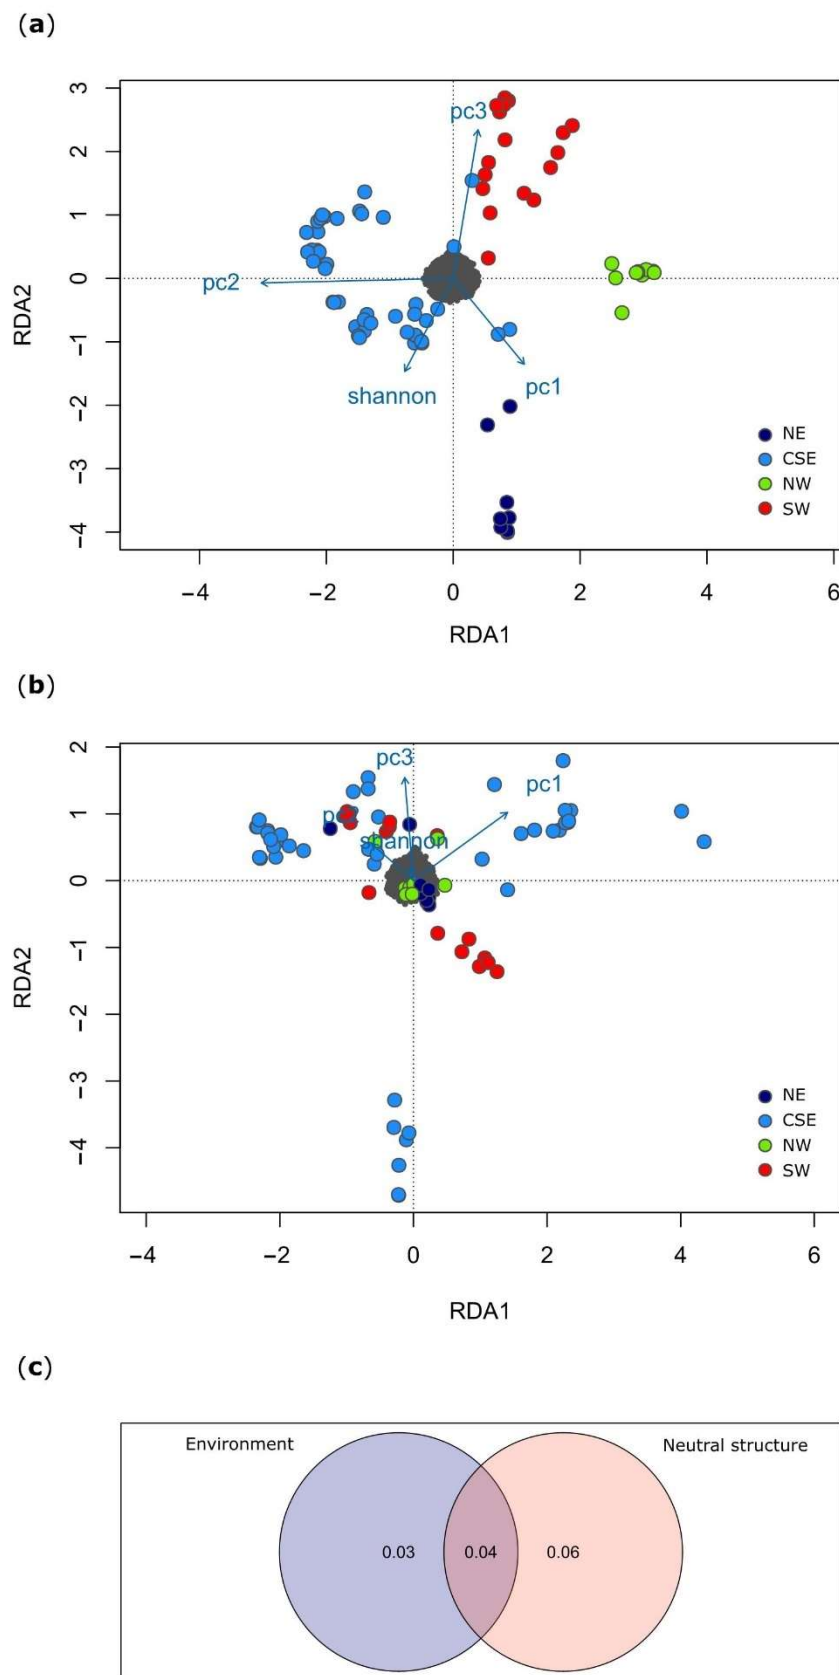 (a)
3
2
1
0
−1
−2
−3
−4
RDA2
pc3
pc2
pc1
shannon
NE
CSE
NW
SW
−4 −2 0 2 4 6
RDA1
(b)
2
1
0
−1
−2
−3
−4
RDA2
pc3
pc1
shannon
NE
CSE
NW
SW
−4 −2 0 2 4 6
RDA1
(c)
Environment Neutral structure
0.03 0.04 0.06